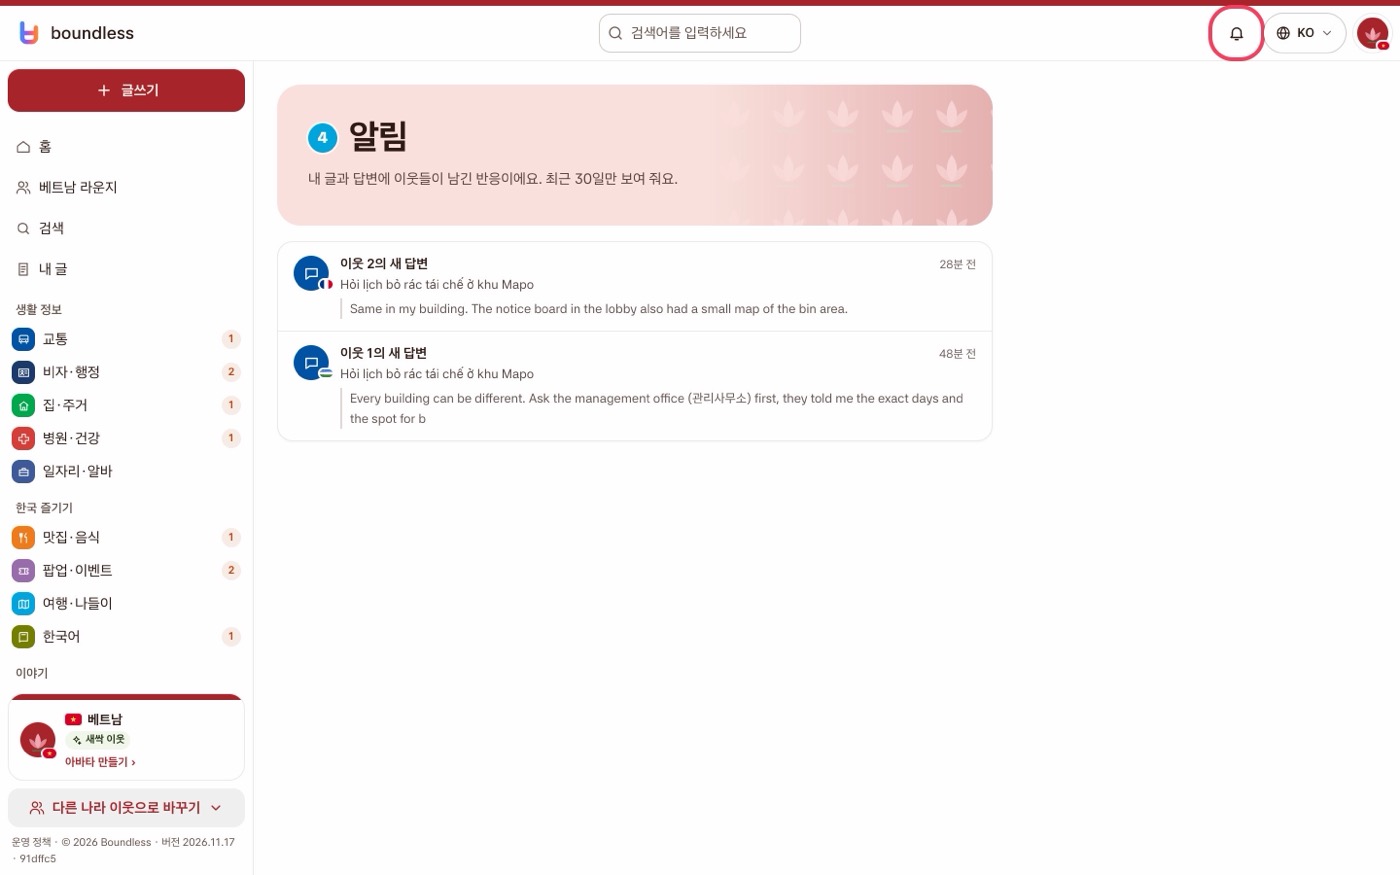 boundless
검색어를 입력하세요
KO
글쓰기
홈
베트남 라운지
검색
내 글
생활 정보
교통 1
비자·행정 2
집·주거 1
병원·건강 1
일자리·알바
한국 즐기기
맛집·음식 1
팝업·이벤트 2
여행·나들이
한국어 1
이야기
베트남
새싹 이웃
아바타 만들기 ›
다른 나라 이웃으로 바꾸기
운영 정책 · © 2026 Boundless · 버전 2026.11.17
· 91dffc5
4 알림
내 글과 답변에 이웃들이 남긴 반응이에요. 최근 30일만 보여 줘요.
이웃 2의 새 답변 28분 전
Hỏi lịch bỏ rác tái chế ở khu Mapo
Same in my building. The notice board in the lobby also had a small map of the bin area.
이웃 1의 새 답변 48분 전
Hỏi lịch bỏ rác tái chế ở khu Mapo
Every building can be different. Ask the management office (관리사무소) first, they told me the exact days and
the spot for b